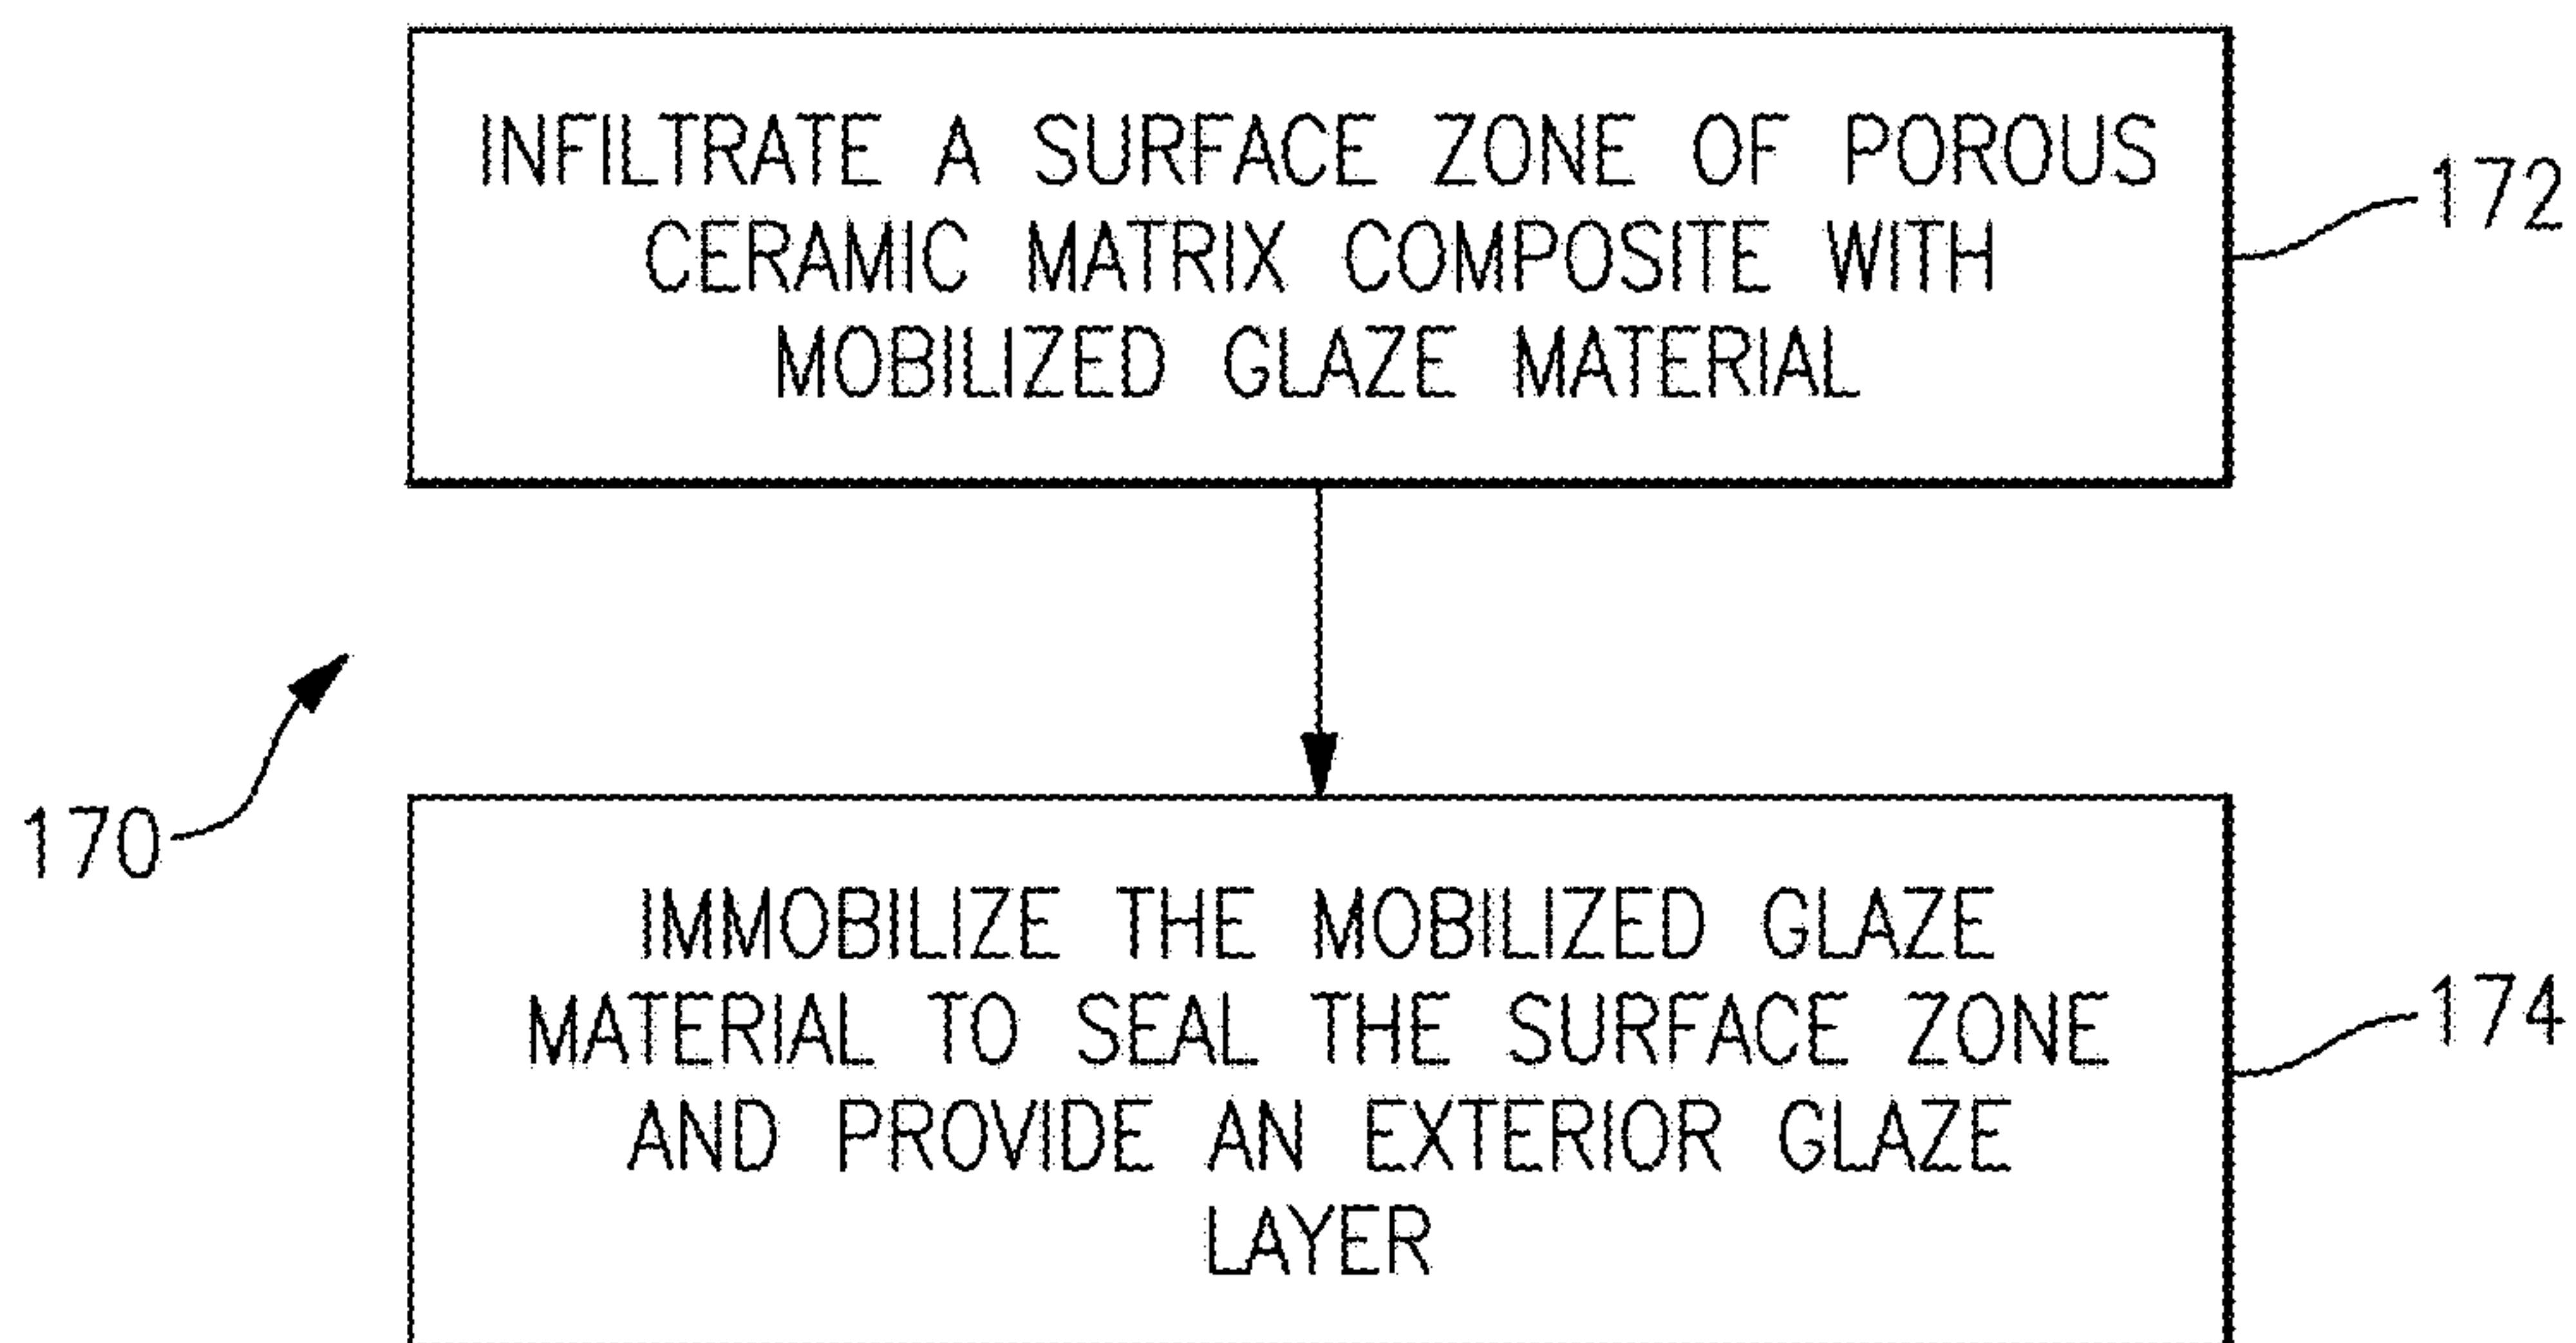 INFILTRATE A SURFACE ZONE OF POROUS
CERAMIC MATRIX COMPOSITE WITH
MOBILIZED GLAZE MATERIAL
172
170
IMMOBILIZE THE MOBILIZED GLAZE
MATERIAL TO SEAL THE SURFACE ZONE
AND PROVIDE AN EXTERIOR GLAZE
LAYER
174